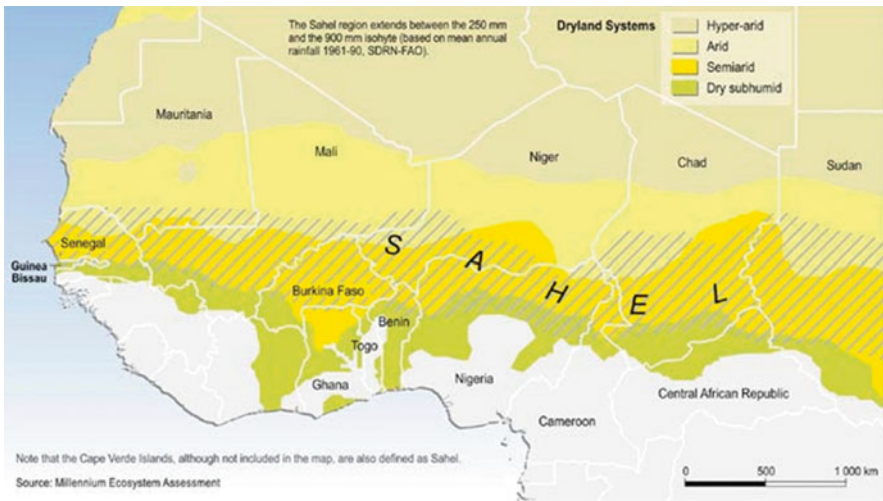 The Sahel region extends between the 250 mm
and the 900 mm isohyte (based on mean annual
rainfall 1961-90, SDRN-FAO).
Dryland Systems
Hyper-arid
Arid
Semiarid
Dry subhumid
Mauritania
Mali
Niger
Chad
Sudan
Senegal
SAHEL
Guinea
Bissau
Burkina Faso
Benin
Togo
Ghana
Nigeria
Central African Republic
Cameroon
Note that the Cape Verde Islands, although not included in the map, are also defined as Sahel.
Source: Millennium Ecosystem Assessment
0 500 1 000 km